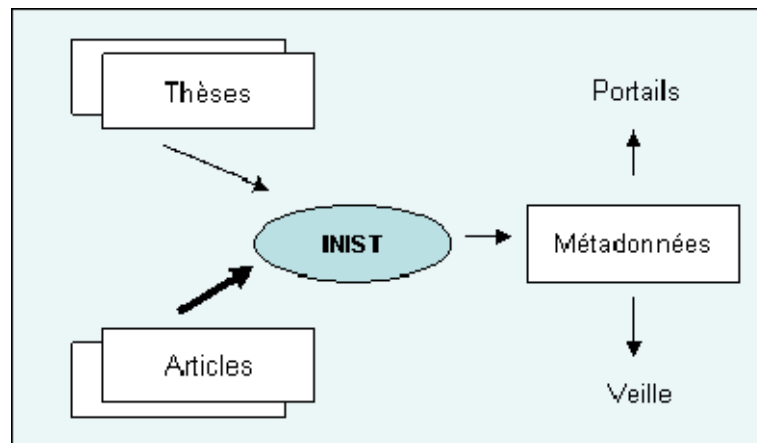 Thèses
Portails
INIST
Métadonnées
Articles
Veille